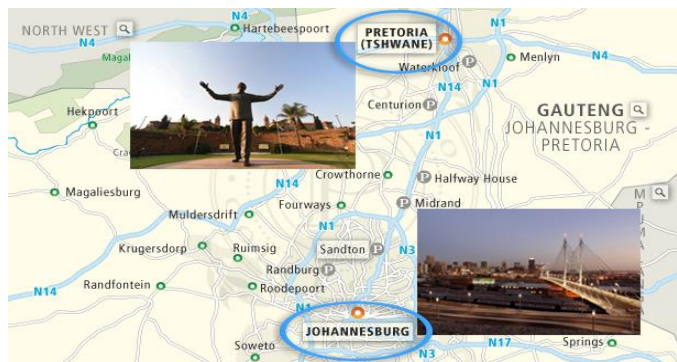 NORTH WEST
N4
N4
Hartebeespoort
PRETORIA
(TSHWANE)
N1
N4
Waterkloof
Menlyn
N14
Centurion
GAUTENG
JOHANNESBURG -
PRETORIA
N1
Hekpoort
Crowthorne
Halfway House
N14
Magaliesburg
Fourways
Midrand
Muldersdrift
N1
Krugersdorp
Ruimsig
Sandton
N3
Randburg
Randfontein
Roodepoort
N14
N1
JOHANNESBURG
Soweto
N17
Springs
N3